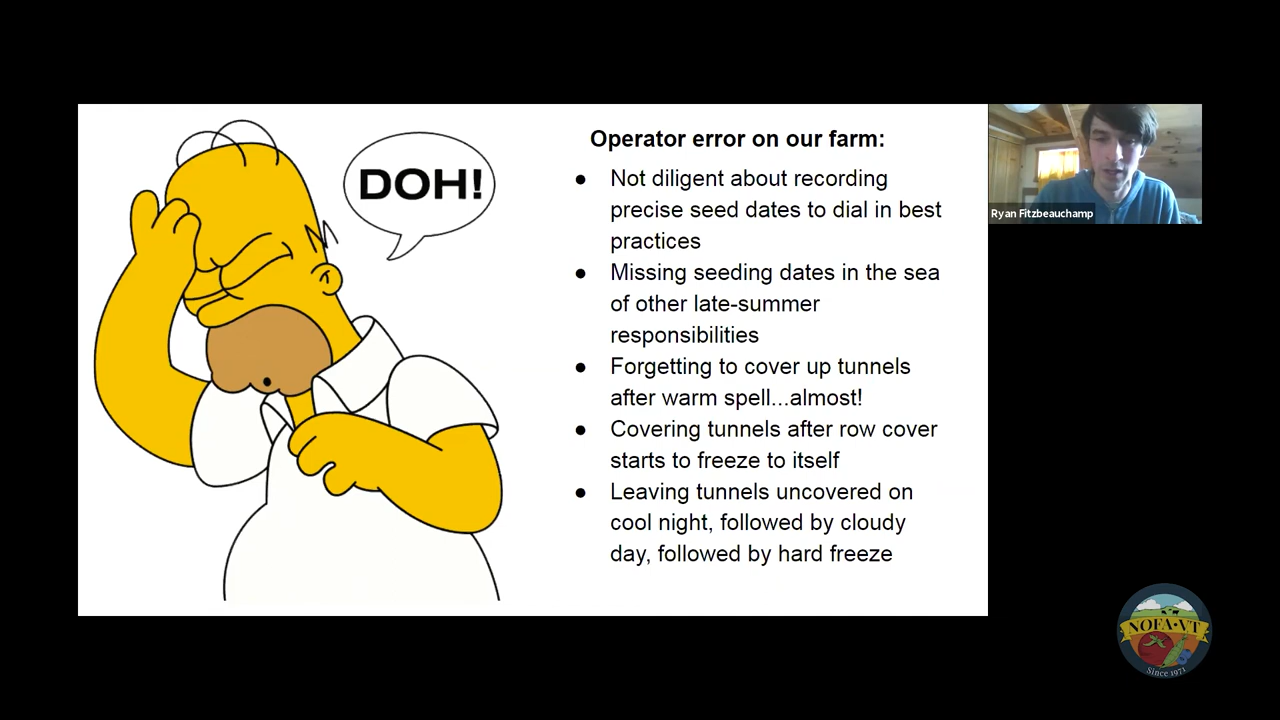 DOH!
Operator error on our farm:
● Not diligent about recording
precise seed dates to dial in best
practices
● Missing seeding dates in the sea
of other late-summer
responsibilities
● Forgetting to cover up tunnels
after warm spell...almost!
● Covering tunnels after row cover
starts to freeze to itself
● Leaving tunnels uncovered on
cool night, followed by cloudy
day, followed by hard freeze
Ryan Fitzbeauchamp
NOFA•VT
Since 1971